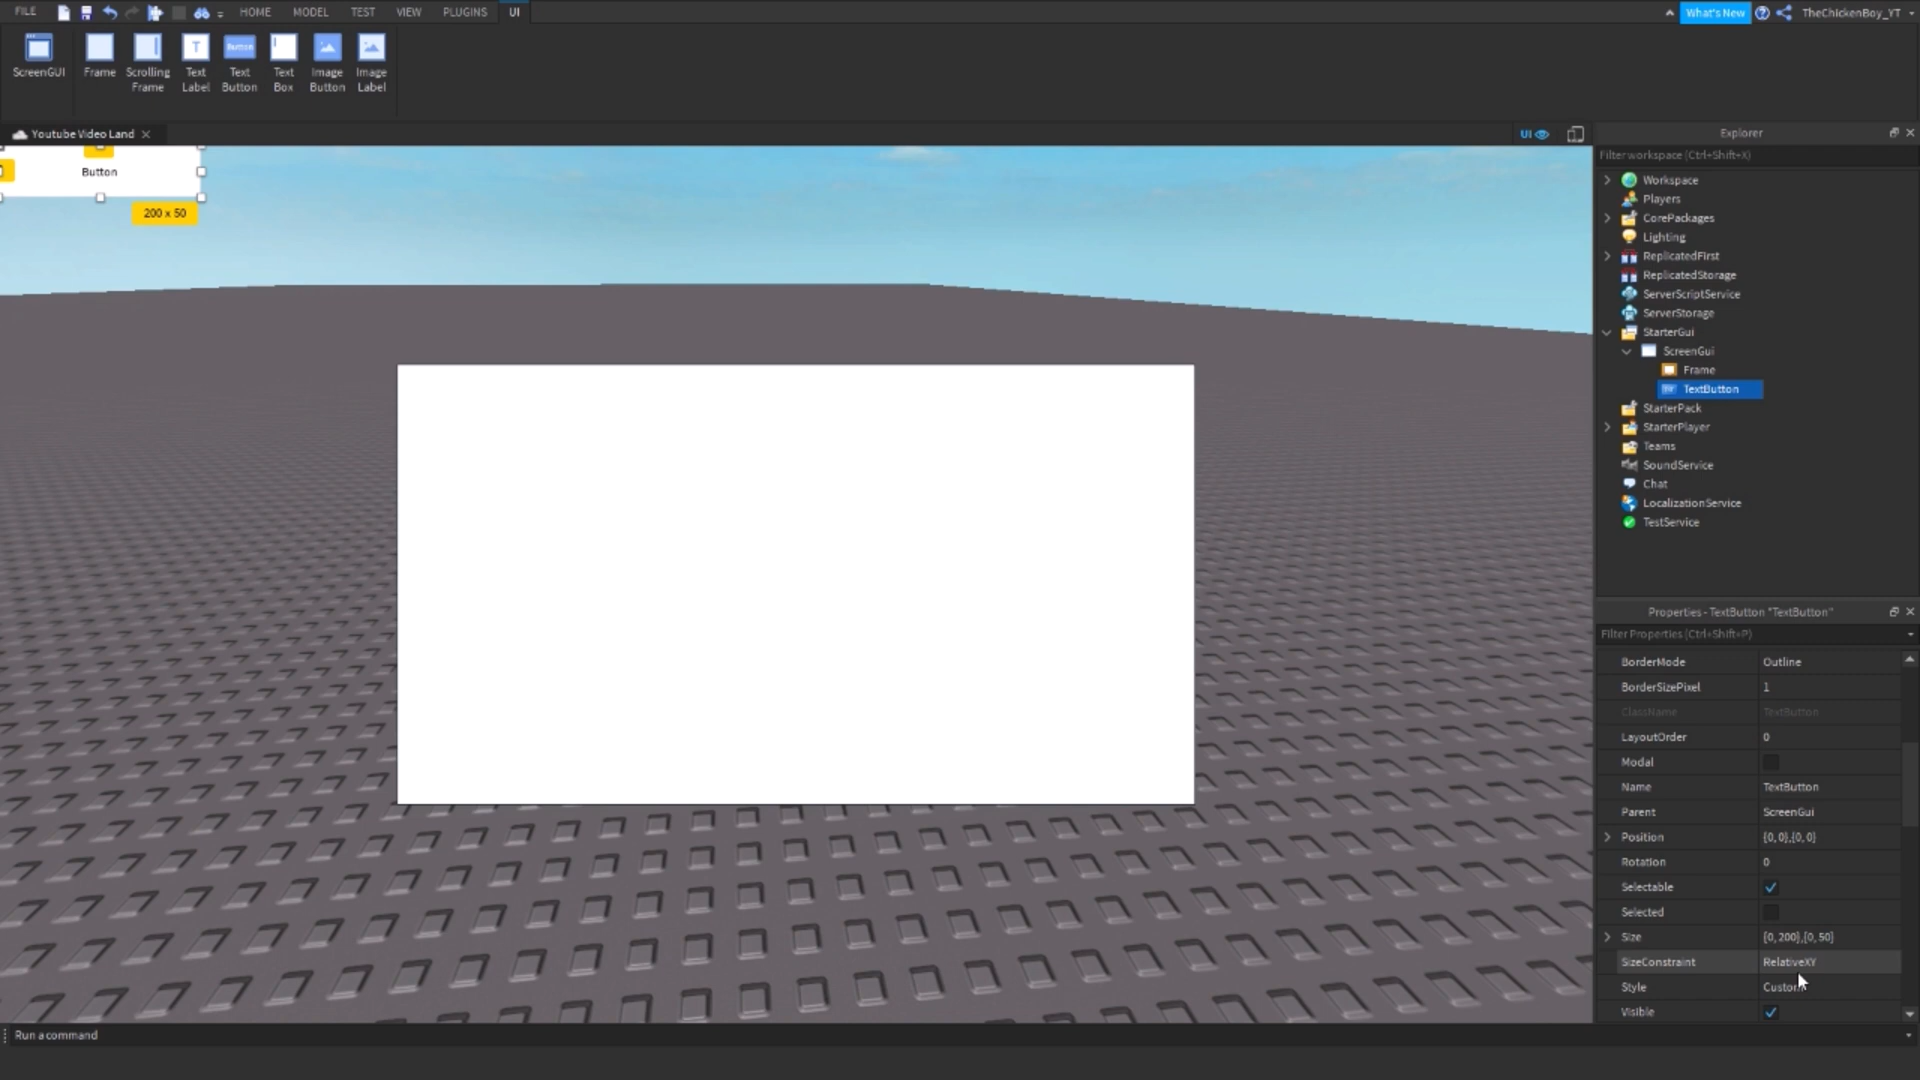 FILE
HOME
MODEL
TEST
VIEW
PLUGINS
UI
What's New
TheChickenBoy_YT
ScreenGUI
Frame
Scrolling
Frame
Text
Label
Button
Text
Button
Text
Box
Image
Button
Image
Label
Youtube Video Land
UI
Explorer
Filter workspace (Ctrl+Shift+X)
Button
200 x 50
Workspace
Players
CorePackages
Lighting
ReplicatedFirst
ReplicatedStorage
ServerScriptService
ServerStorage
StarterGui
ScreenGui
Frame
TextButton
StarterPack
StarterPlayer
Teams
SoundService
Chat
LocalizationService
TestService
Properties - TextButton "TextButton"
Filter Properties (Ctrl+Shift+P)
BorderMode Outline
BorderSizePixel 1
ClassName TextButton
LayoutOrder 0
Modal
Name TextButton
Parent ScreenGui
Position {0, 0},{0, 0}
Rotation 0
Selectable
Selected
Size {0, 200},{0, 50}
SizeConstraint RelativeXY
Style Custom
Visible
Run a command